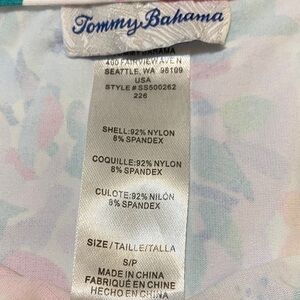 Tommy Bahama
TOMMY BAHAMA
400 FAIRVIEW AVE N
SEATTLE, WA 98109
USA
STYLE # SS500262
226
SHELL:92% NYLON
8% SPANDEX
COQUILLE:92% NYLON
8% SPANDEX
CULOTE:92% NILÓN
8% SPANDEX
SIZE/TAILLE/TALLA
S/P
MADE IN CHINA
FABRIQUÉ EN CHINE
HECHO EN CHINA